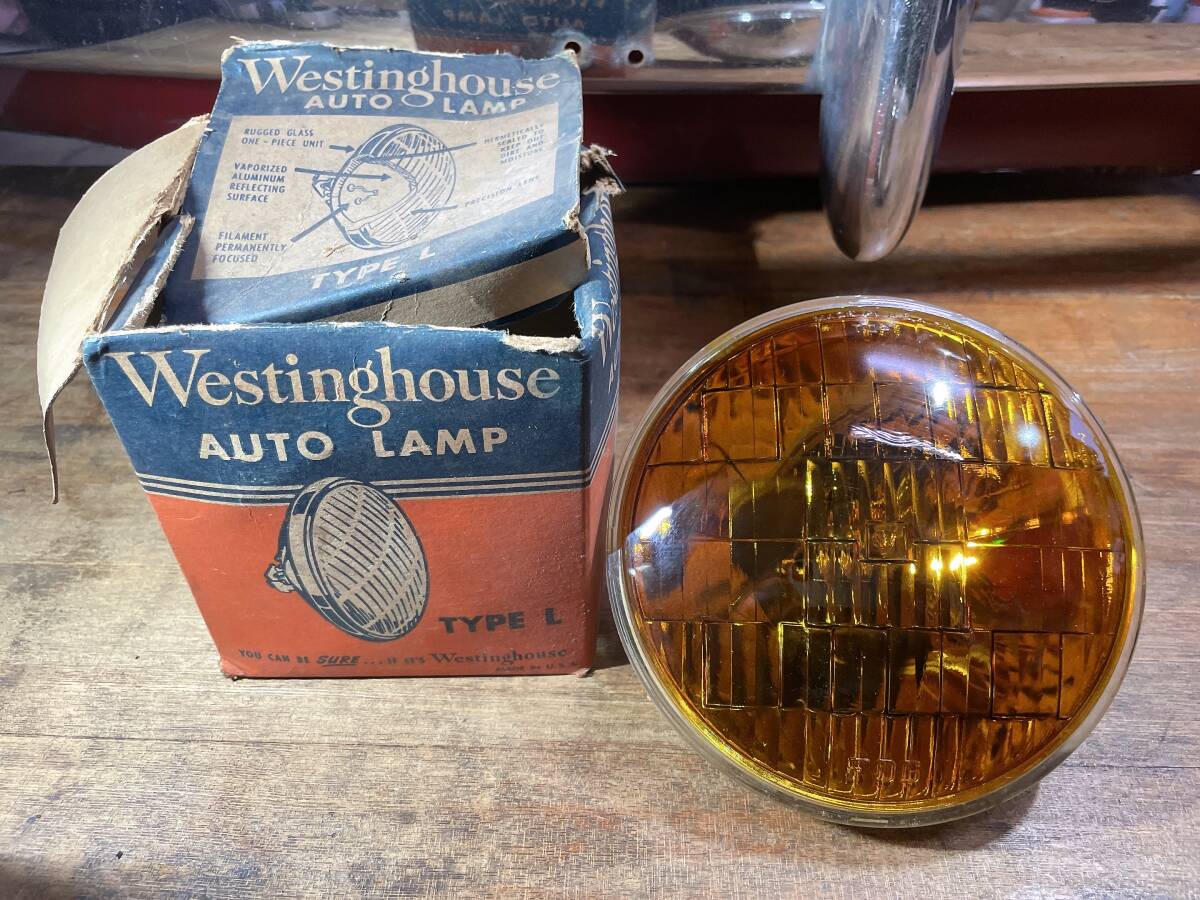 AUTO LAMP
Westinghouse
AUTO LAMP
RUGGED GLASS
ONE-PIECE UNIT
HERMETICALLY
SEALED TO
KEEP OUT
DIRT AND
MOISTURE
VAPORIZED
ALUMINUM
REFLECTING
SURFACE
PRECISION LENS
FILAMENT
PERMANENTLY
FOCUSED
TYPE L
Westinghouse
AUTO LAMP
TYPE L
YOU CAN BE SURE...IF IT'S Westinghouse
MADE IN U.S.A.